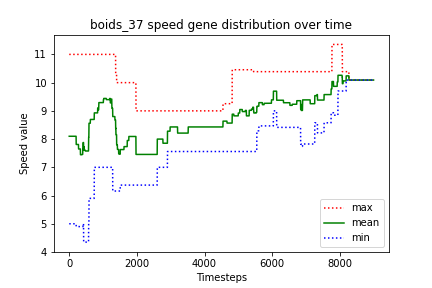 boids_37 speed gene distribution over time
Speed value
11
10
9
8
7
6
5
4
0
2000
4000
6000
8000
Timesteps
max
mean
min